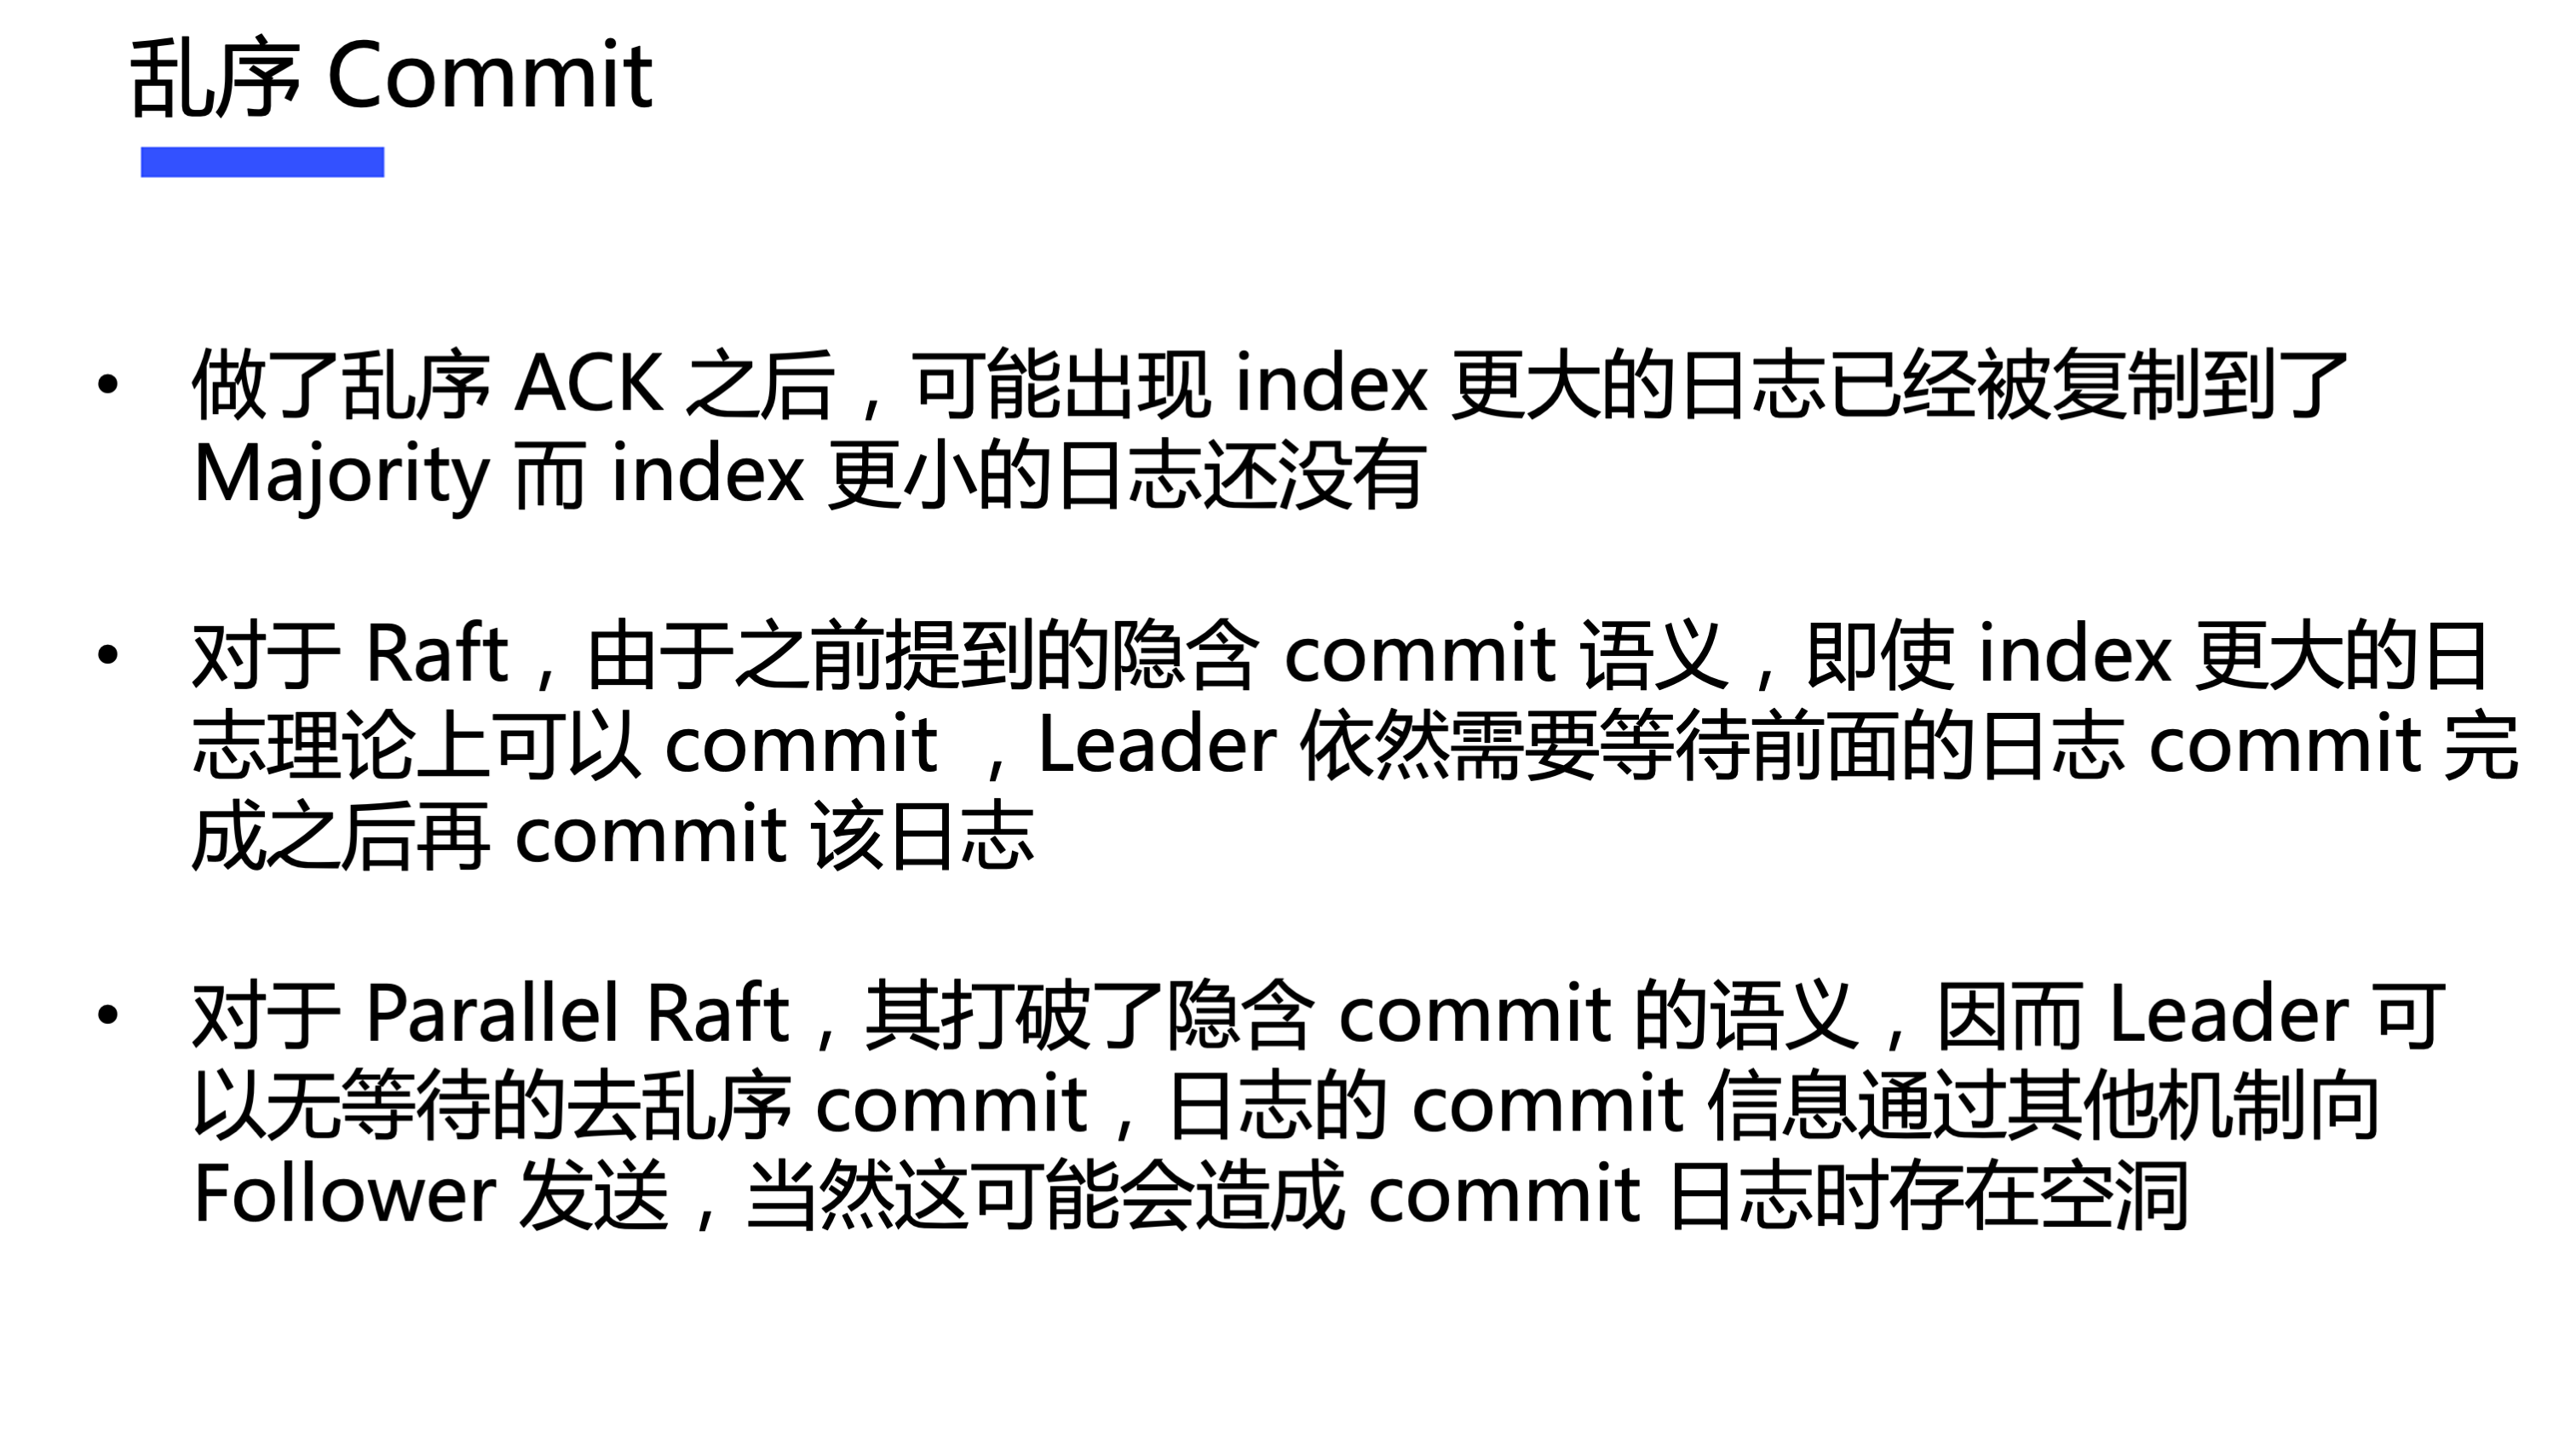 乱序 Commit
• 做了乱序 ACK 之后，可能出现 index 更大的日志已经被复制到了
Majority 而 index 更小的日志还没有
• 对于 Raft，由于之前提到的隐含 commit 语义，即使 index 更大的日
志理论上可以 commit ，Leader 依然需要等待前面的日志 commit 完
成之后再 commit 该日志
• 对于 Parallel Raft，其打破了隐含 commit 的语义，因而 Leader 可
以无等待的去乱序 commit，日志的 commit 信息通过其他机制向
Follower 发送，当然这可能会造成 commit 日志时存在空洞